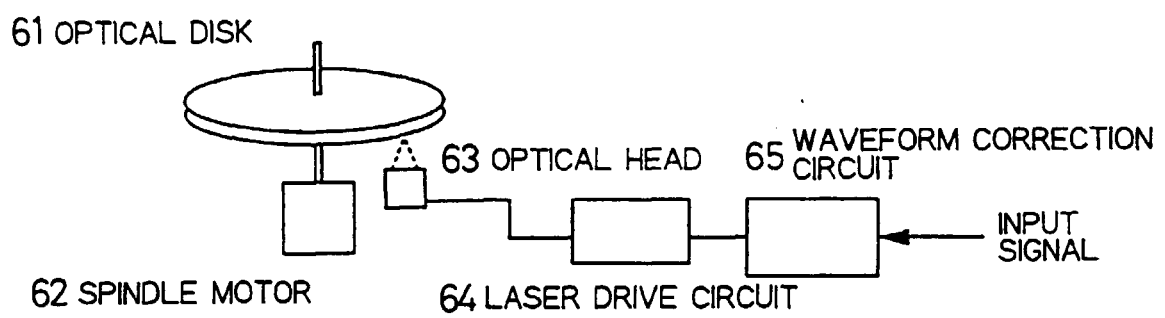 61 OPTICAL DISK
63 OPTICAL HEAD
65 WAVEFORM CORRECTION
CIRCUIT
INPUT
SIGNAL
62 SPINDLE MOTOR
64 LASER DRIVE CIRCUIT